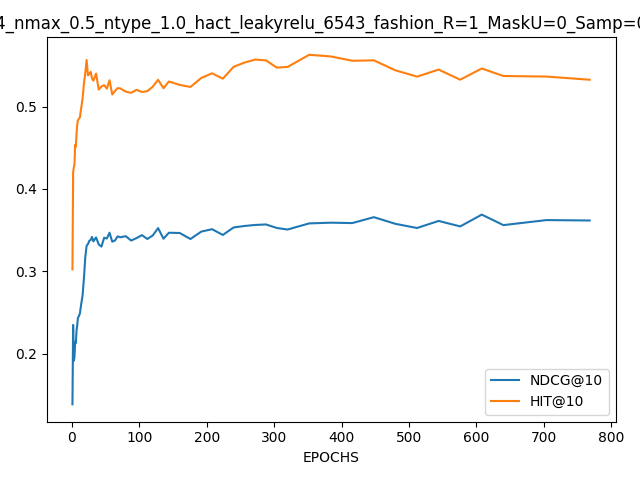 4_nmax_0.5_ntype_1.0_hact_leakyrelu_6543_fashion_R=1_MaskU=0_Samp=0
0.5
0.4
0.3
0.2
NDCG@10
HIT@10
0 100 200 300 400 500 600 700 800
EPOCHS